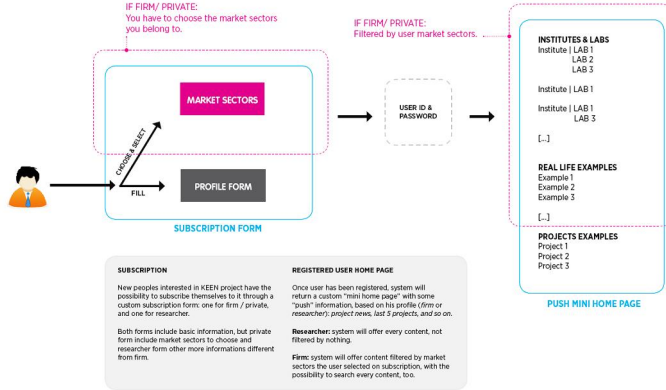 IF FIRM/ PRIVATE:
You have to choose the market sectors
you belong to.
IF FIRM/ PRIVATE:
Filtered by user market sectors.
MARKET SECTORS
CHOOSE & SELECT
FILL
PROFILE FORM
SUBSCRIPTION FORM
USER ID &
PASSWORD
INSTITUTES & LABS
Institute | LAB 1
LAB 2
LAB 3
Institute | LAB 1
Institute | LAB 1
LAB 3
[...]
REAL LIFE EXAMPLES
Example 1
Example 2
Example 3
[...]
PROJECTS EXAMPLES
Project 1
Project 2
Project 3
PUSH MINI HOME PAGE
SUBSCRIPTION
New peoples interested in KEEN project have the
possibility to subscribe themselves to it through a
custom subscription form: one for firm / private,
and one for researcher.
Both forms include basic information, but private
form include market sectors to choose and
researcher form other more informations different
from firm.
REGISTERED USER HOME PAGE
Once user has been registred, system will
return a custom "mini home page" with some
"push" information, based on his profile (firm or
researcher): project news, last 5 projects, and so on.
Researcher: system will offer every content, not
filtered by nothing.
Firm: system will offer content filtered by market
sectors the user selected on subscription, with the
possibility to search every content, too.